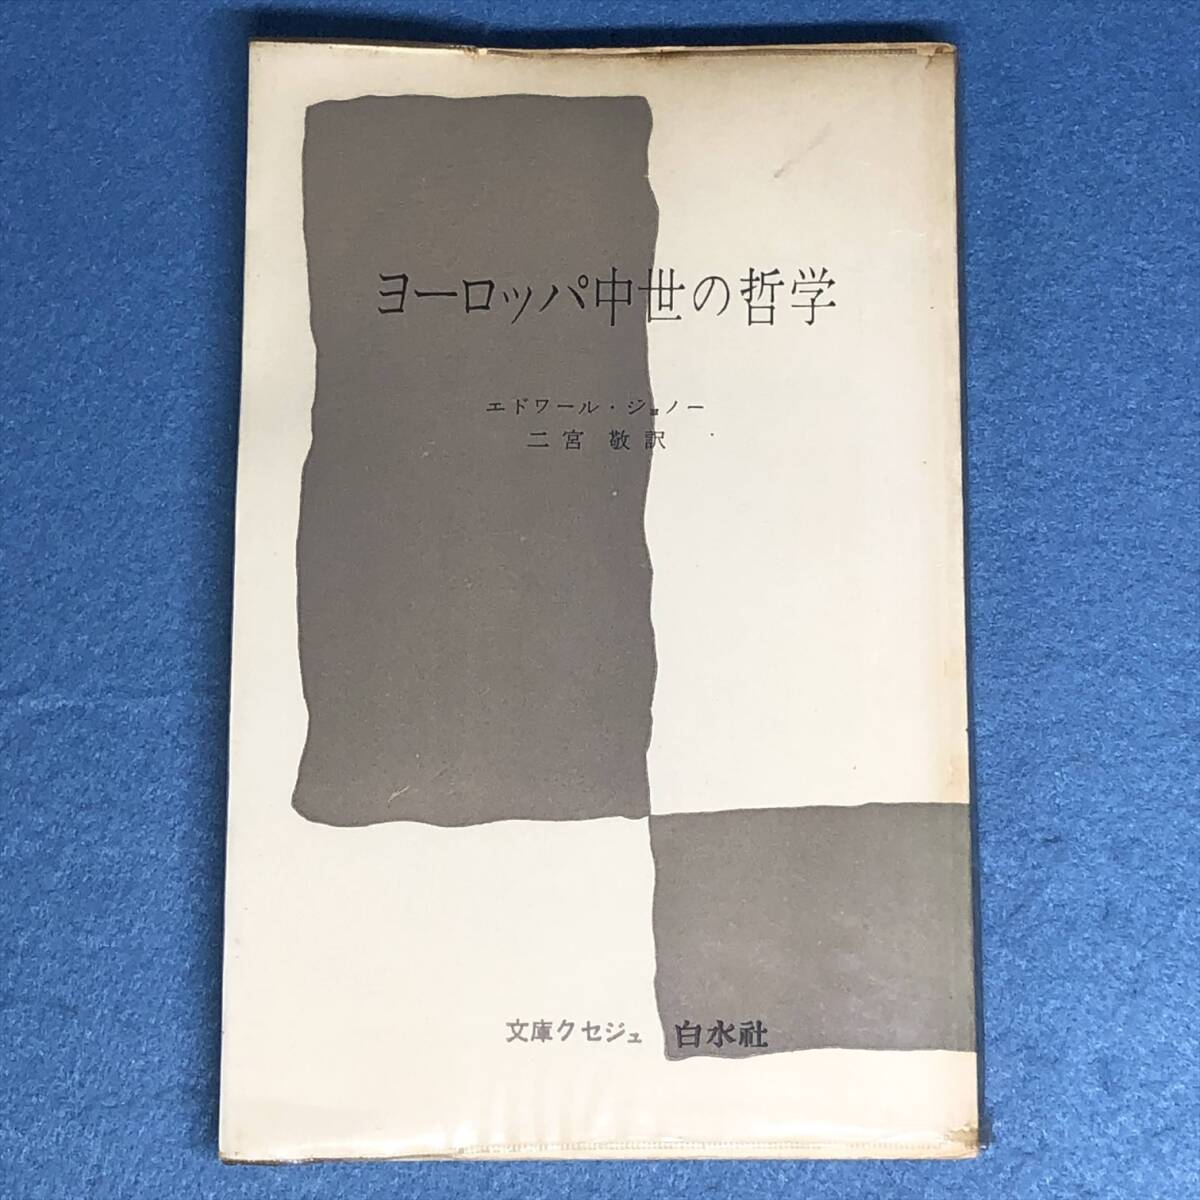 ヨーロッパ中世の哲学
エドワール・ジョノー
二宮 敬訳
文庫クセジュ 白水社